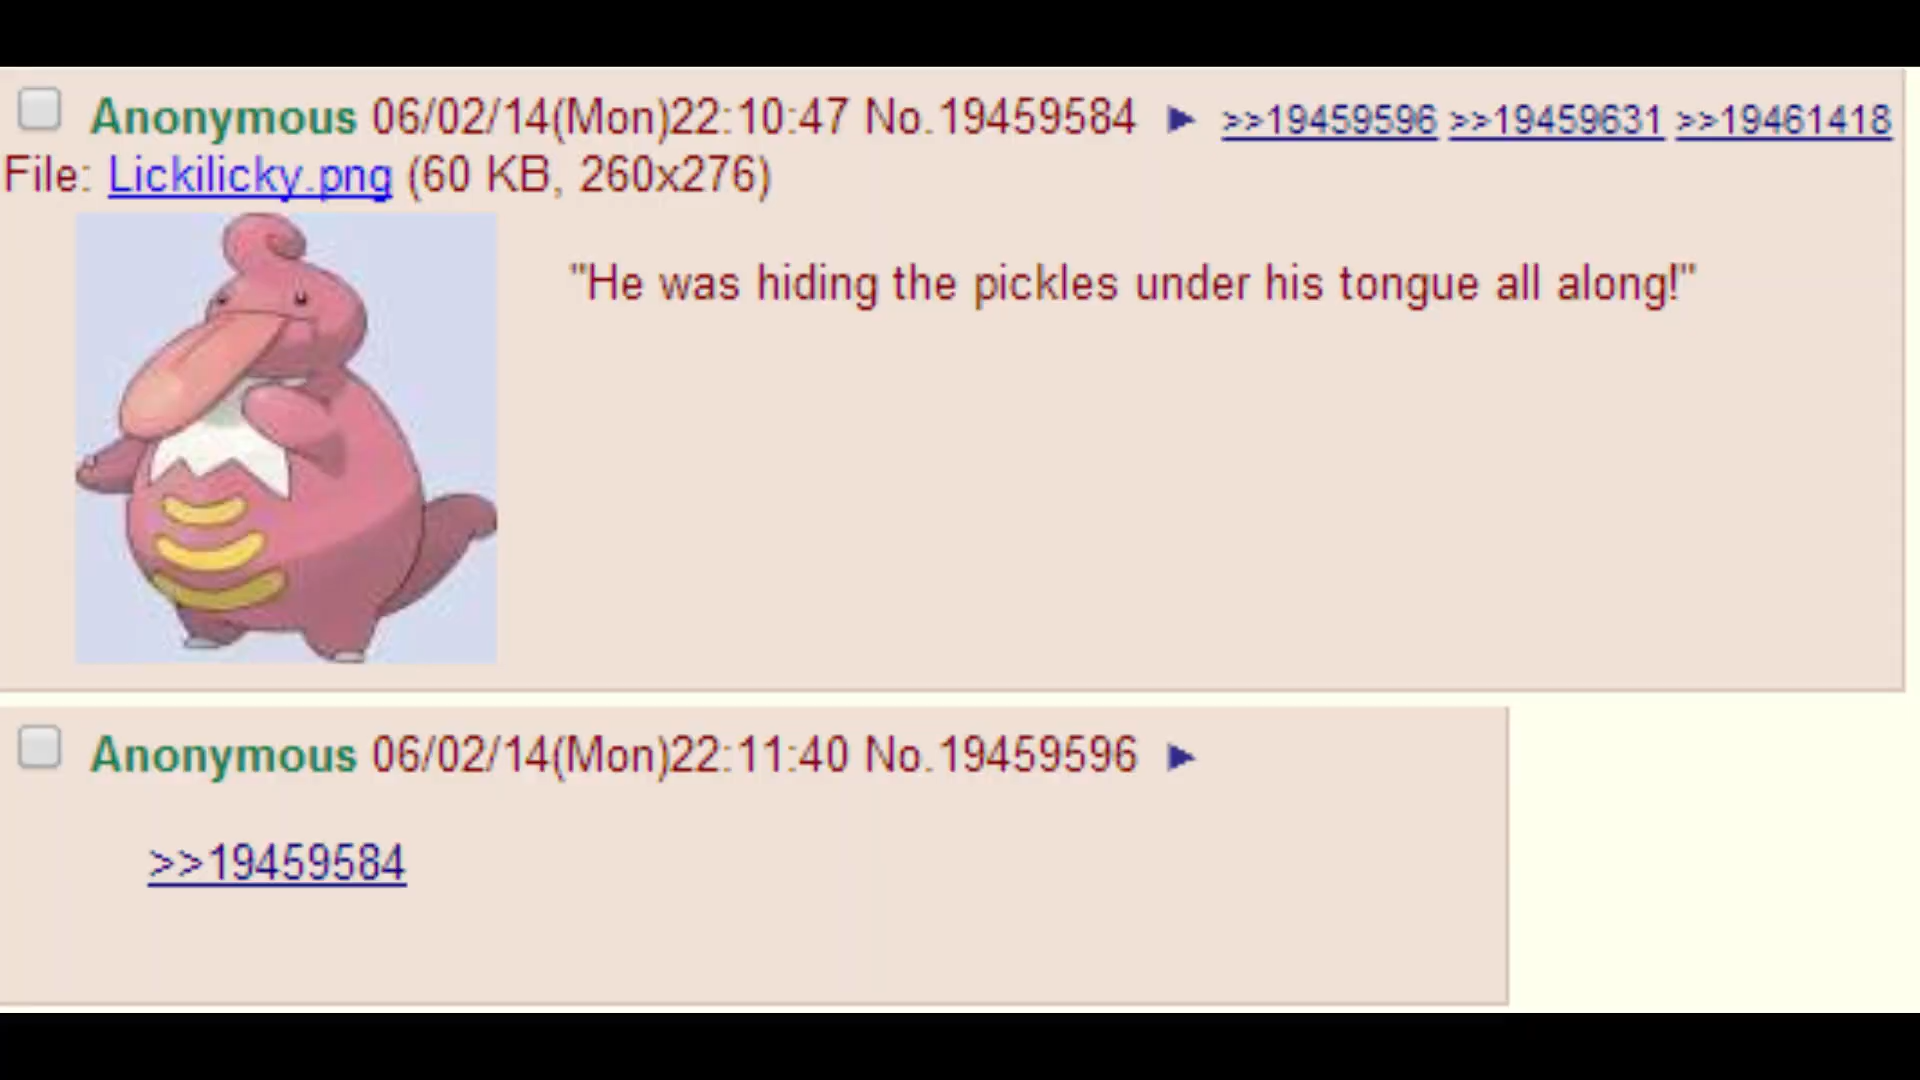 Anonymous 06/02/14(Mon)22:10:47 No.19459584 ► >>19459596 >>19459631 >>19461418
File: Lickilicky.png (60 KB, 260x276)
"He was hiding the pickles under his tongue all along!"
Anonymous 06/02/14(Mon)22:11:40 No.19459596 ►
>>19459584